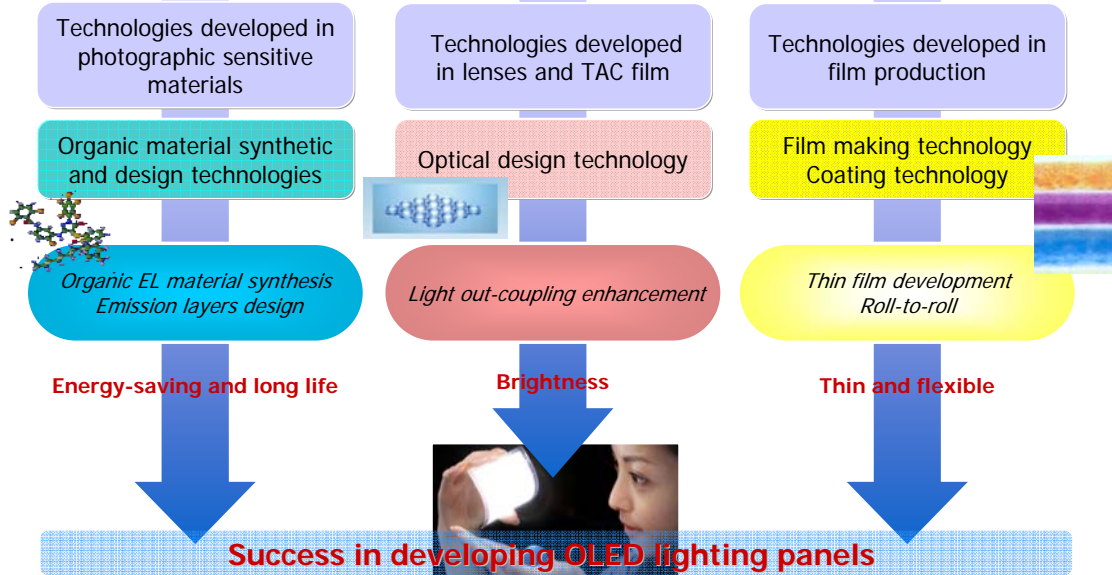 Technologies developed in
photographic sensitive
materials
Technologies developed
in lenses and TAC film
Technologies developed in
film production
Organic material synthetic
and design technologies
Optical design technology
Film making technology
Coating technology
Organic EL material synthesis
Emission layers design
Light out-coupling enhancement
Thin film development
Roll-to-roll
Energy-saving and long life
Brightness
Thin and flexible
Success in developing OLED lighting panels